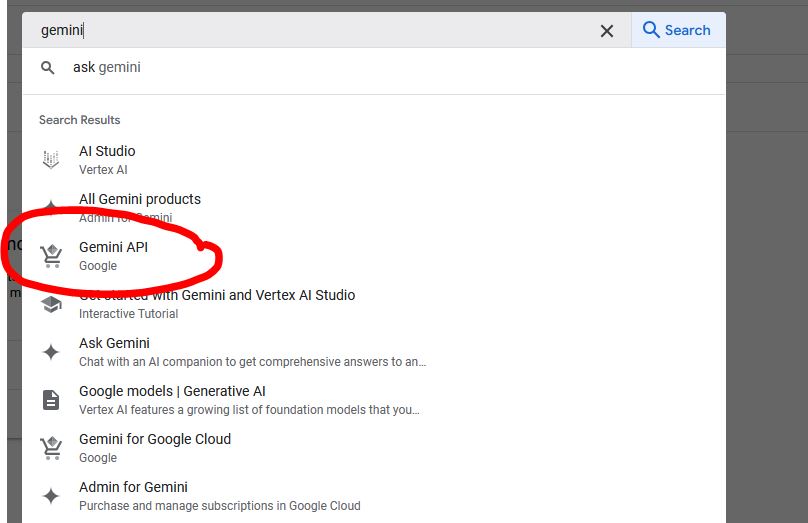 gemini
Search
ask gemini
Search Results
AI Studio
Vertex AI
All Gemini products
Admin for Gemini
Gemini API
Google
Get started with Gemini and Vertex AI Studio
Interactive Tutorial
Ask Gemini
Chat with an AI companion to get comprehensive answers to an...
Google models | Generative AI
Vertex AI features a growing list of foundation models that you...
Gemini for Google Cloud
Google
Admin for Gemini
Purchase and manage subscriptions in Google Cloud